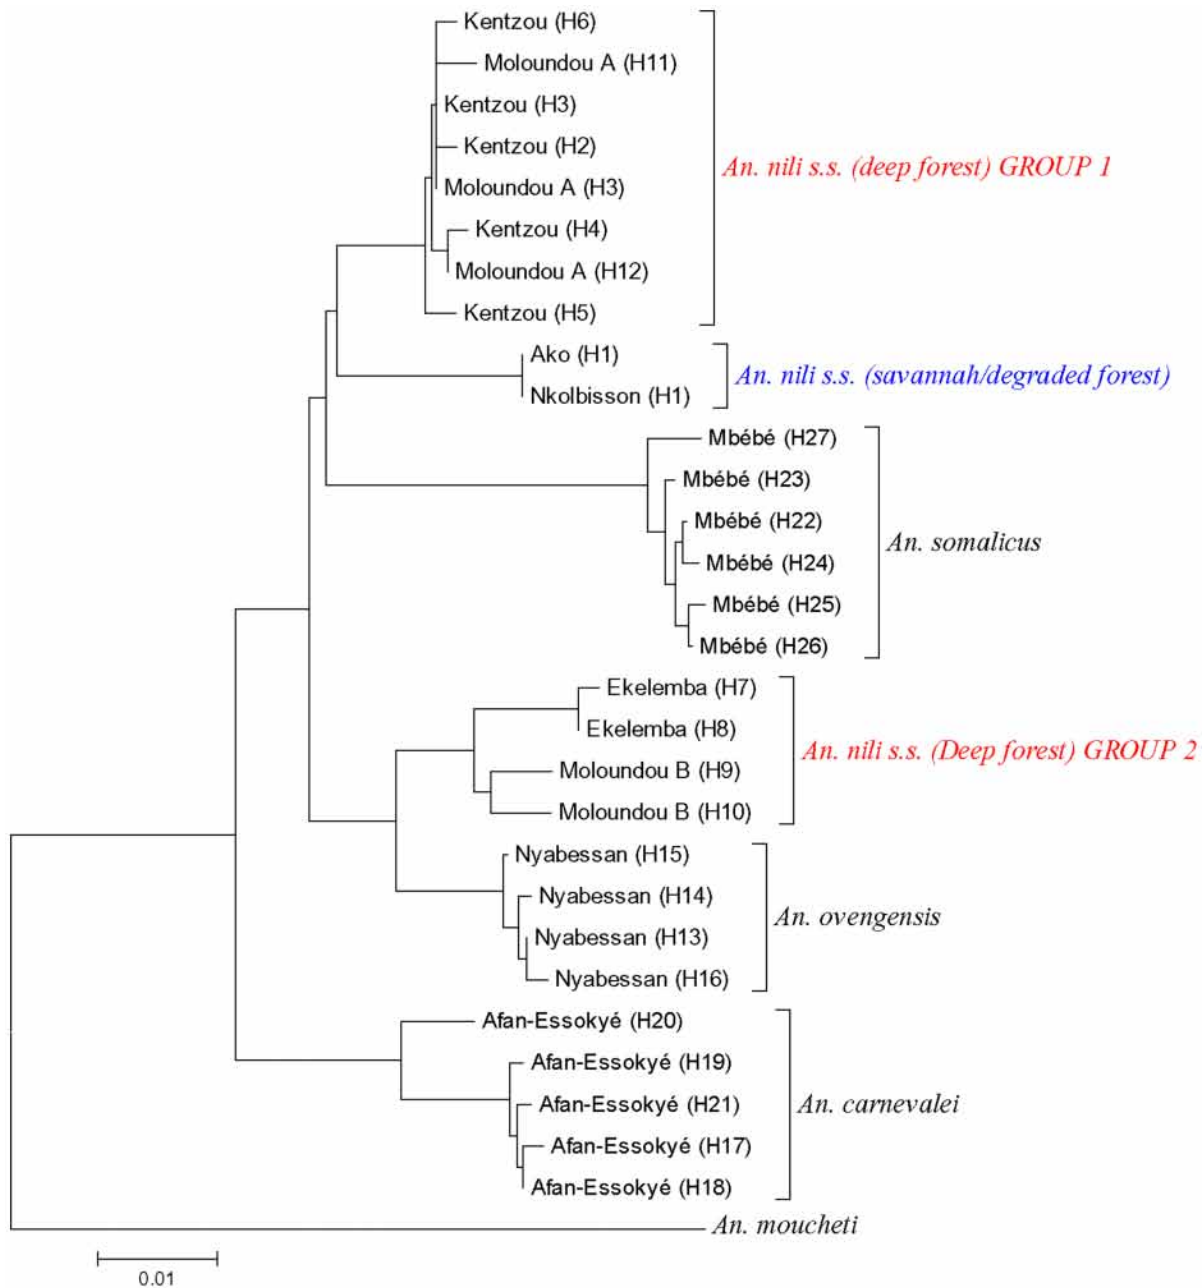 Kentzou (H6)
Moloundou A (H11)
Kentzou (H3)
Kentzou (H2)
Moloundou A (H3)
Kentzou (H4)
Moloundou A (H12)
Kentzou (H5)
An. nili s.s. (deep forest) GROUP 1
Ako (H1)
Nkolbisson (H1)
An. nili s.s. (savannah/degraded forest)
Mbébé (H27)
Mbébé (H23)
Mbébé (H22)
Mbébé (H24)
Mbébé (H25)
Mbébé (H26)
An. somalicus
Ekelemba (H7)
Ekelemba (H8)
Moloundou B (H9)
Moloundou B (H10)
An. nili s.s. (Deep forest) GROUP 2
Nyabessan (H15)
Nyabessan (H14)
Nyabessan (H13)
Nyabessan (H16)
An. ovengensis
Afan-Essokyé (H20)
Afan-Essokyé (H19)
Afan-Essokyé (H21)
Afan-Essokyé (H17)
Afan-Essokyé (H18)
An. carnevalei
An. moucheti
0.01